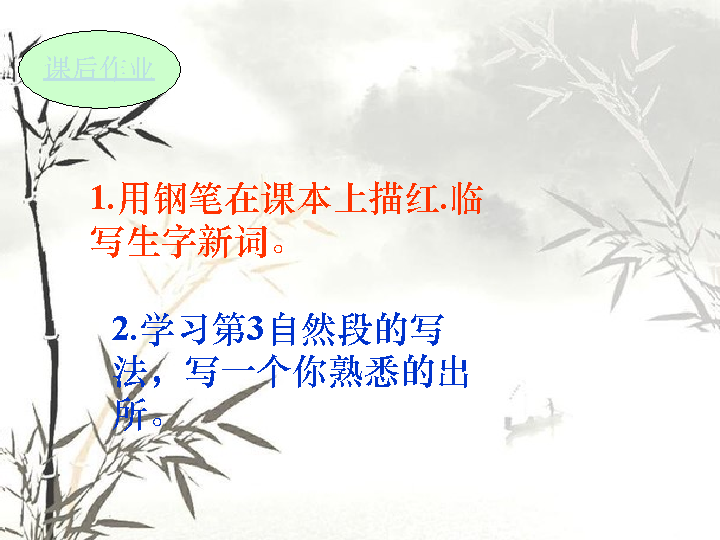 课后作业
1.用钢笔在课本上描红.临
写生字新词。
2.学习第3自然段的写
法，写一个你熟悉的出
所。